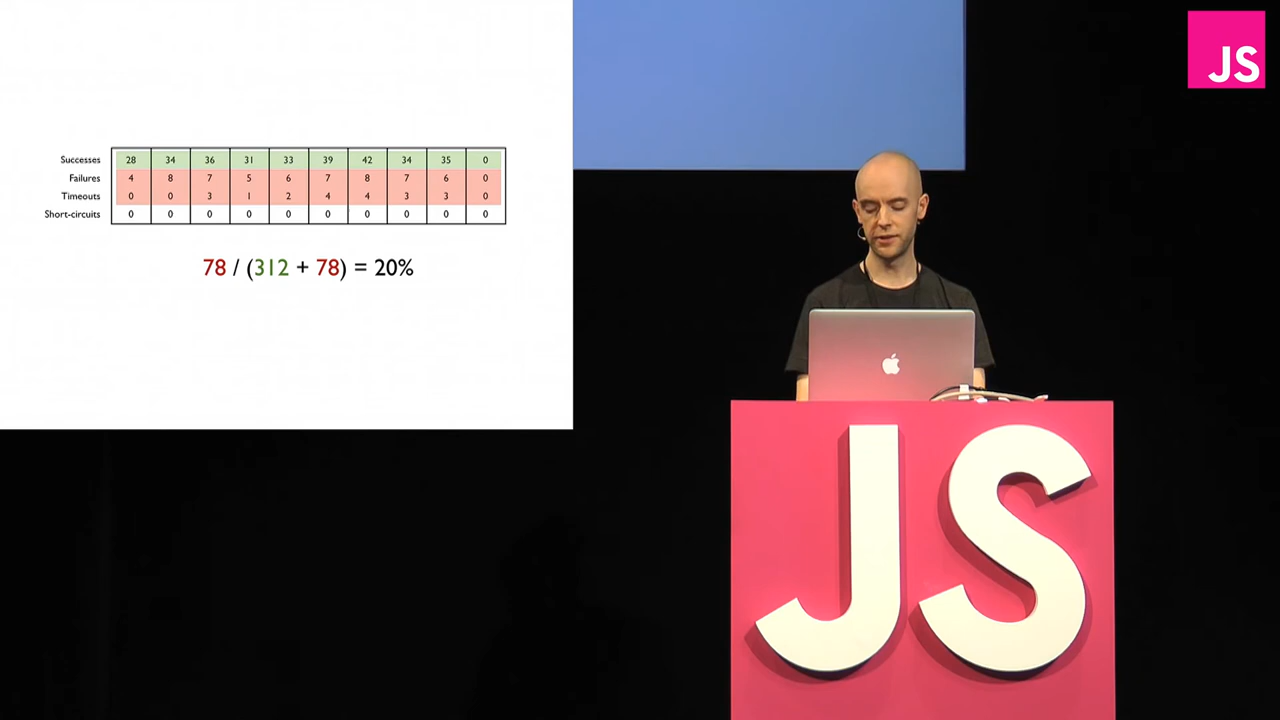 Successes 28 34 36 31 33 39 42 34 35 0
Failures 4 8 7 5 6 7 8 7 6 0
Timeouts 0 0 3 1 2 4 4 3 3 0
Short-circuits 0 0 0 0 0 0 0 0 0 0
78 / (312 + 78) = 20%
JS
JS